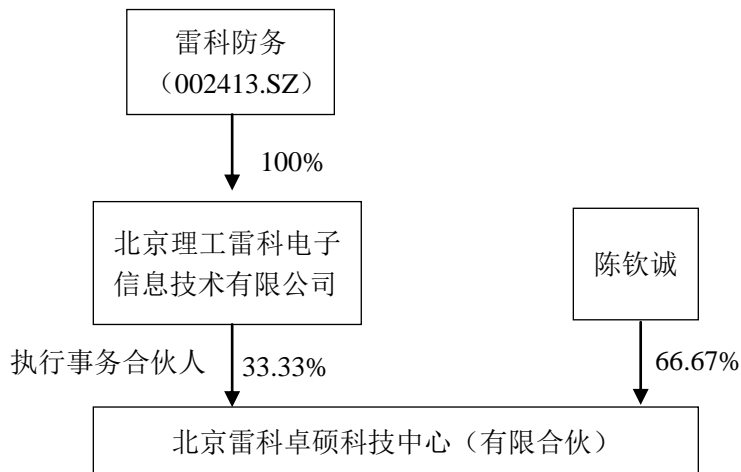 雷科防务
（002413.SZ）
100%
北京理工雷科电子
信息技术有限公司
陈钦诚
执行事务合伙人
33.33%
66.67%
北京雷科卓硕科技中心（有限合伙）